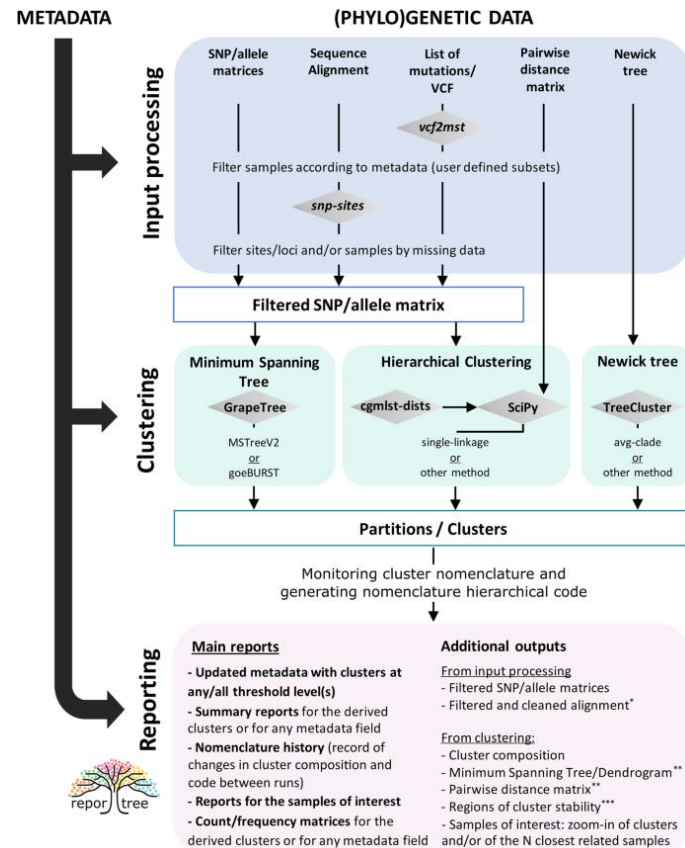 METADATA
(PHYLO)GENETIC DATA
Input processing
SNP/allele
matrices
Sequence
Alignment
List of
mutations/
VCF
Pairwise
distance
matrix
Newick
tree
vcf2mst
Filter samples according to metadata (user defined subsets)
snp-sites
Filter sites/loci and/or samples by missing data
Filtered SNP/allele matrix
Clustering
Minimum Spanning
Tree
GrapeTree
MSTreeV2
or
goeBURST
Hierarchical Clustering
cgmlst-dists
SciPy
single-linkage
or
other method
Newick tree
TreeCluster
avg-clade
or
other method
Partitions / Clusters
Monitoring cluster nomenclature and
generating nomenclature hierarchical code
Reporting
Main reports
- Updated metadata with clusters at
any/all threshold level(s)
- Summary reports for the derived
clusters or for any metadata field
- Nomenclature history (record of
changes in cluster composition and
code between runs)
- Reports for the samples of interest
- Count/frequency matrices for the
derived clusters or for any metadata field
Additional outputs
From input processing
- Filtered SNP/allele matrices
- Filtered and cleaned alignment*
From clustering:
- Cluster composition
- Minimum Spanning Tree/Dendrogram**
- Pairwise distance matrix**
- Regions of cluster stability***
- Samples of interest: zoom-in of clusters
and/or of the N closest related samples
repor tree